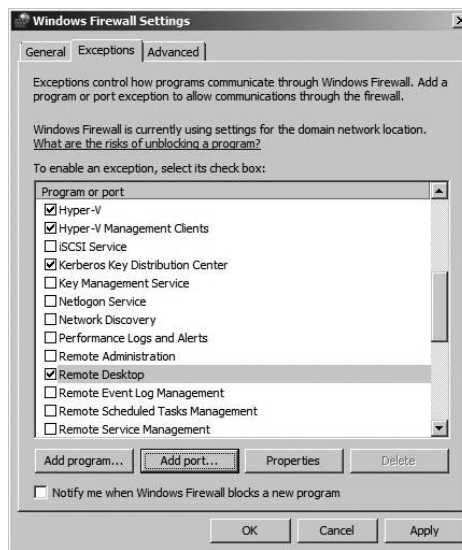 Windows Firewall Settings
General Exceptions Advanced
Exceptions control how programs communicate through Windows Firewall. Add a
program or port exception to allow communications through the firewall.
Windows Firewall is currently using settings for the domain network location.
What are the risks of unblocking a program?
To enable an exception, select its check box:
Program or port
Hyper-V
Hyper-V Management Clients
iSCSI Service
Kerberos Key Distribution Center
Key Management Service
Netlogon Service
Network Discovery
Performance Logs and Alerts
Remote Administration
Remote Desktop
Remote Event Log Management
Remote Scheduled Tasks Management
Remote Service Management
Add program... Add port... Properties Delete
Notify me when Windows Firewall blocks a new program
OK Cancel Apply